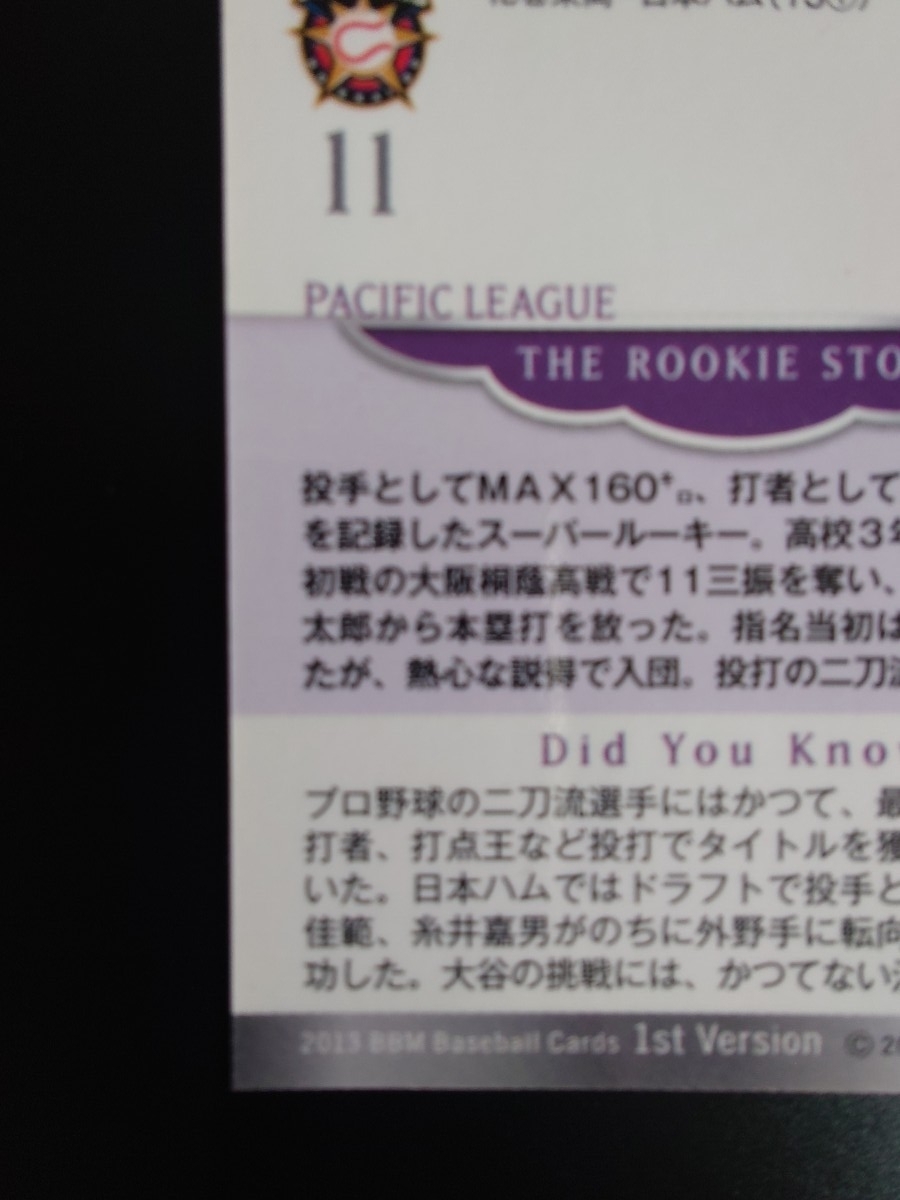 日本ハム(13①)
11
PACIFIC LEAGUE
THE ROOKIE STO
投手としてMAX160㌔、打者として
を記録したスーパールーキー。高校3年
初戦の大阪桐蔭高戦で11三振を奪い、
太郎から本塁打を放った。指名当初は
たが、熱心な説得で入団。投打の二刀流
Did You Know
プロ野球の二刀流選手にはかつて、最
打者、打点王など投打でタイトルを獲
いた。日本ハムではドラフトで投手と
佳範、糸井嘉男がのちに外野手に転向
功した。大谷の挑戦には、かつてない
2013 BBM Baseball Cards 1st Version © 20